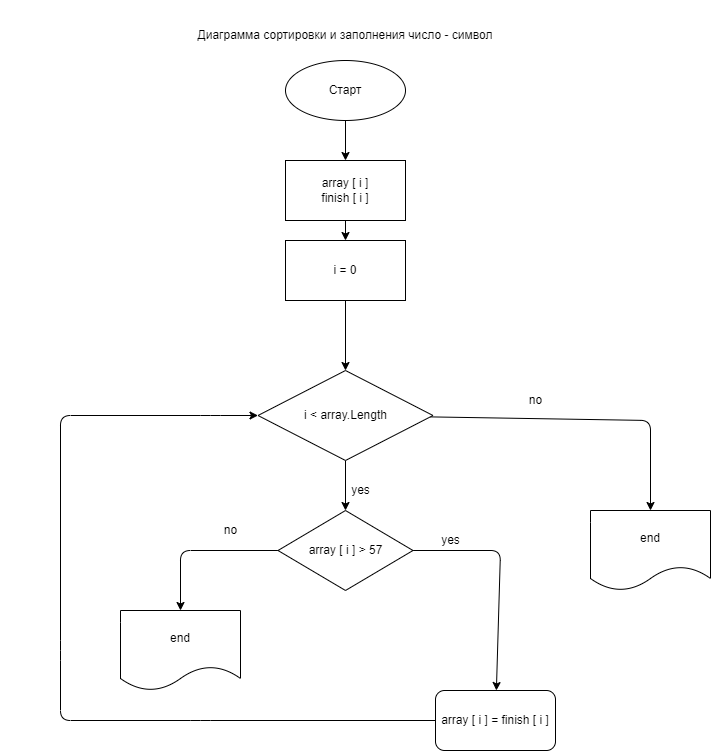 Диаграмма сортировки и заполнения число - символ
Старт
array [ i ]
finish [ i ]
i = 0
i < array.Length
no
yes
end
array [ i ] > 57
no
yes
end
array [ i ] = finish [ i ]